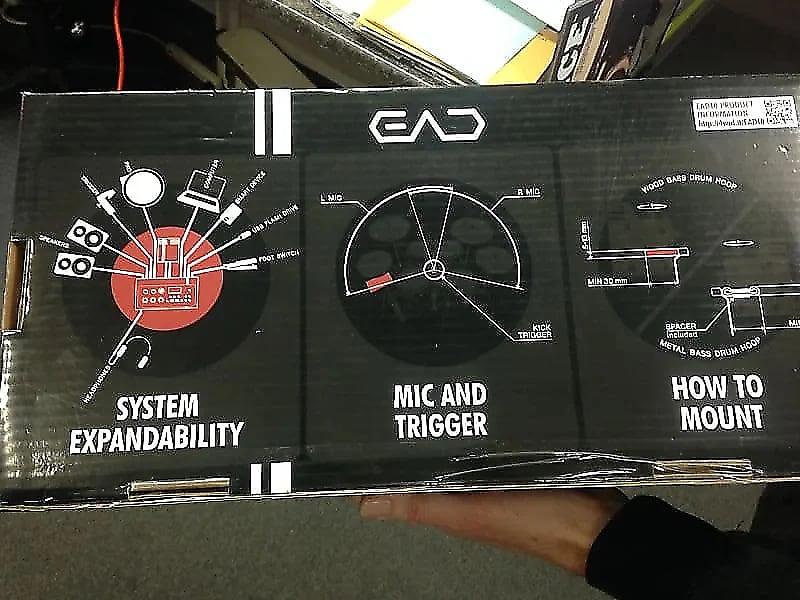 CE
EAD
EAD10 PRODUCT
INFORMATION
SPEAKERS
COMPUTER
SMART DEVICE
USB FLASH DRIVE
FOOT SWITCH
HEADPHONES
SYSTEM
EXPANDABILITY
L MIC
R MIC
KICK
TRIGGER
MIC AND
TRIGGER
WOOD BASS DRUM HOOP
MIN 30 mm
SPACER
included
METAL BASS DRUM HOOP
HOW TO
MOUNT